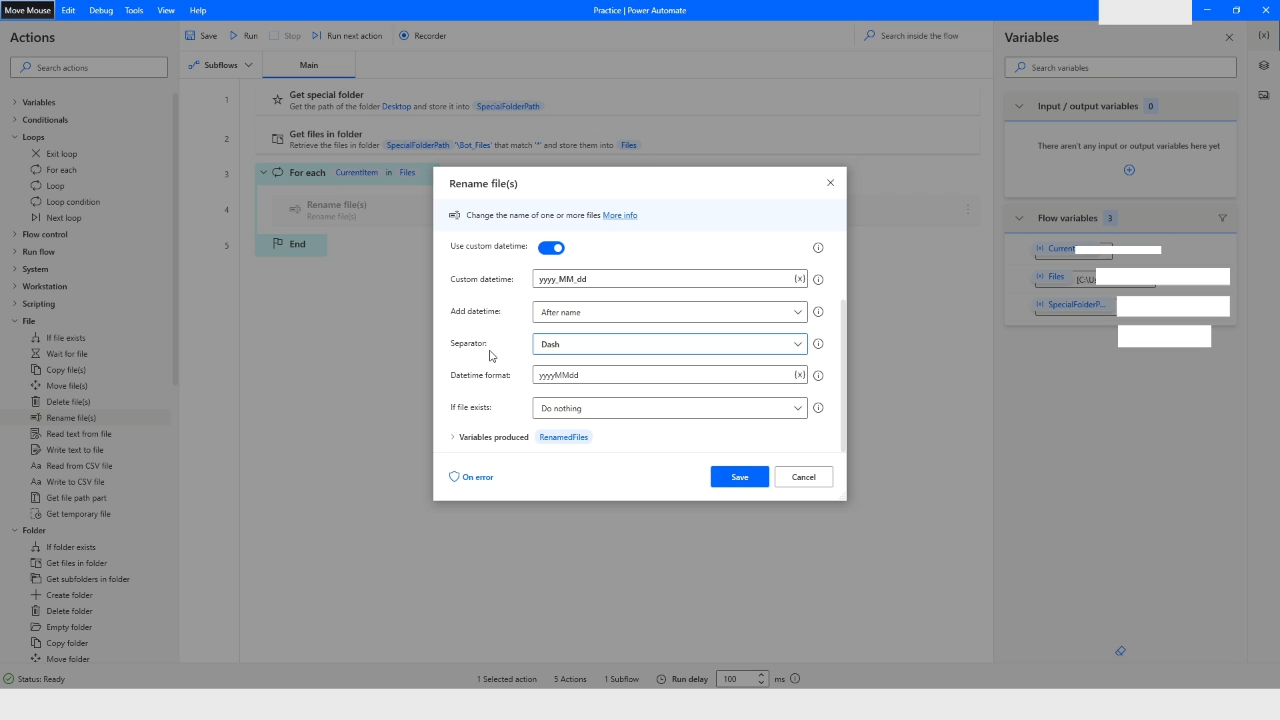 Move Mouse Edit Debug Tools View Help
Practice | Power Automate
Actions
Search actions
Variables
Conditionals
Loops
Exit loop
For each
Loop
Loop condition
Next loop
Flow control
Run flow
System
Workstation
Scripting
File
If file exists
Wait for file
Copy file(s)
Move file(s)
Delete file(s)
Rename file(s)
Read text from file
Write text to file
Read from CSV file
Write to CSV file
Get file path part
Get temporary file
Folder
If folder exists
Get files in folder
Get subfolders in folder
Create folder
Delete folder
Empty folder
Copy folder
Move folder
Save Run Stop Run next action Recorder
Search inside the flow
Subflows Main
1
Get special folder
Get the path of the folder Desktop and store it into SpecialFolderPath
2
Get files in folder
Retrieve the files in folder SpecialFolderPath '\Bot_Files' that match '*' and store them into Files
3
For each CurrentItem in Files
4
Rename file(s)
Rename file(s)
5
End
Rename file(s)
Change the name of one or more files More info
Use custom datetime:
Custom datetime: yyyy_MM_dd {x}
Add datetime: After name
Separator: Dash
Datetime format: yyyyMMdd {x}
If file exists: Do nothing
Variables produced RenamedFiles
On error
Save Cancel
Variables
{x}
Search variables
Input / output variables 0
There aren't any input or output variables here yet
Flow variables 3
Current
Files [C:\U
SpecialFolderP...
Status: Ready
1 Selected action 5 Actions 1 Subflow Run delay 100 ms